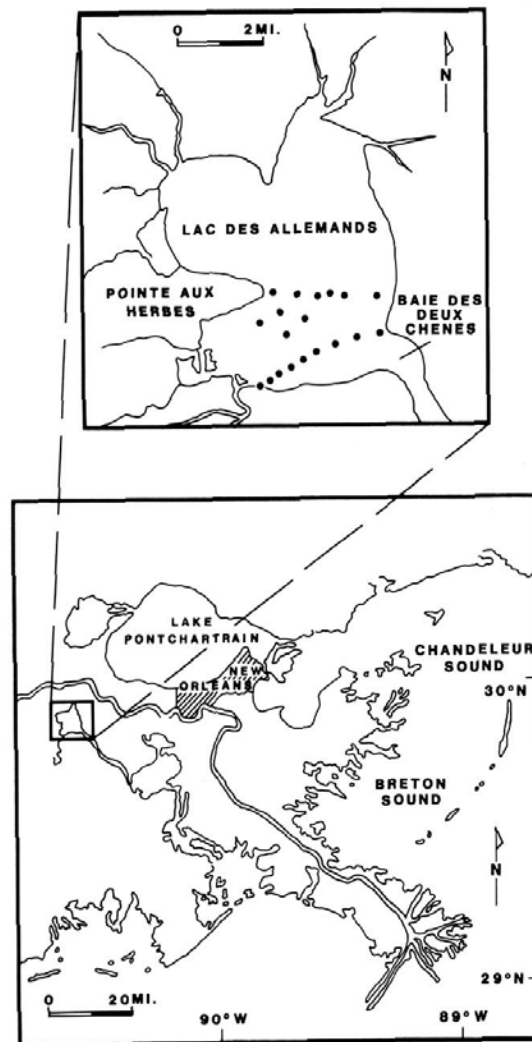 0 2MI.
N
LAC DES ALLEMANDS
POINTE AUX
HERBES
BAIE DES
DEUX
CHENES
LAKE
PONTCHARTRAIN
NEW
ORLEANS
CHANDELEUR
SOUND
30°N
BRETON
SOUND
N
29°N
0 20MI.
90°W
89°W